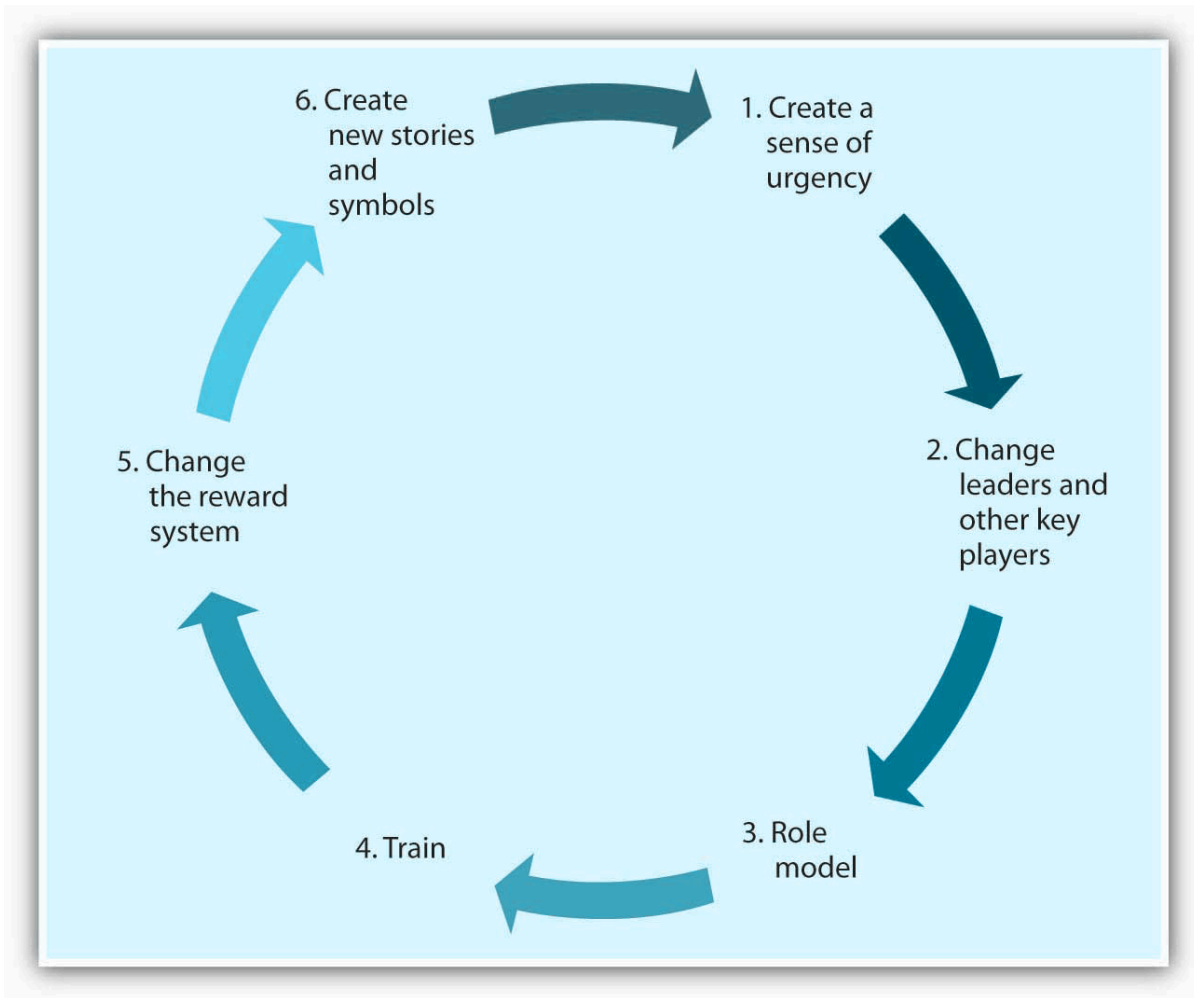 1. Create a
sense of
urgency
2. Change
leaders and
other key
players
3. Role
model
4. Train
5. Change
the reward
system
6. Create
new stories
and
symbols